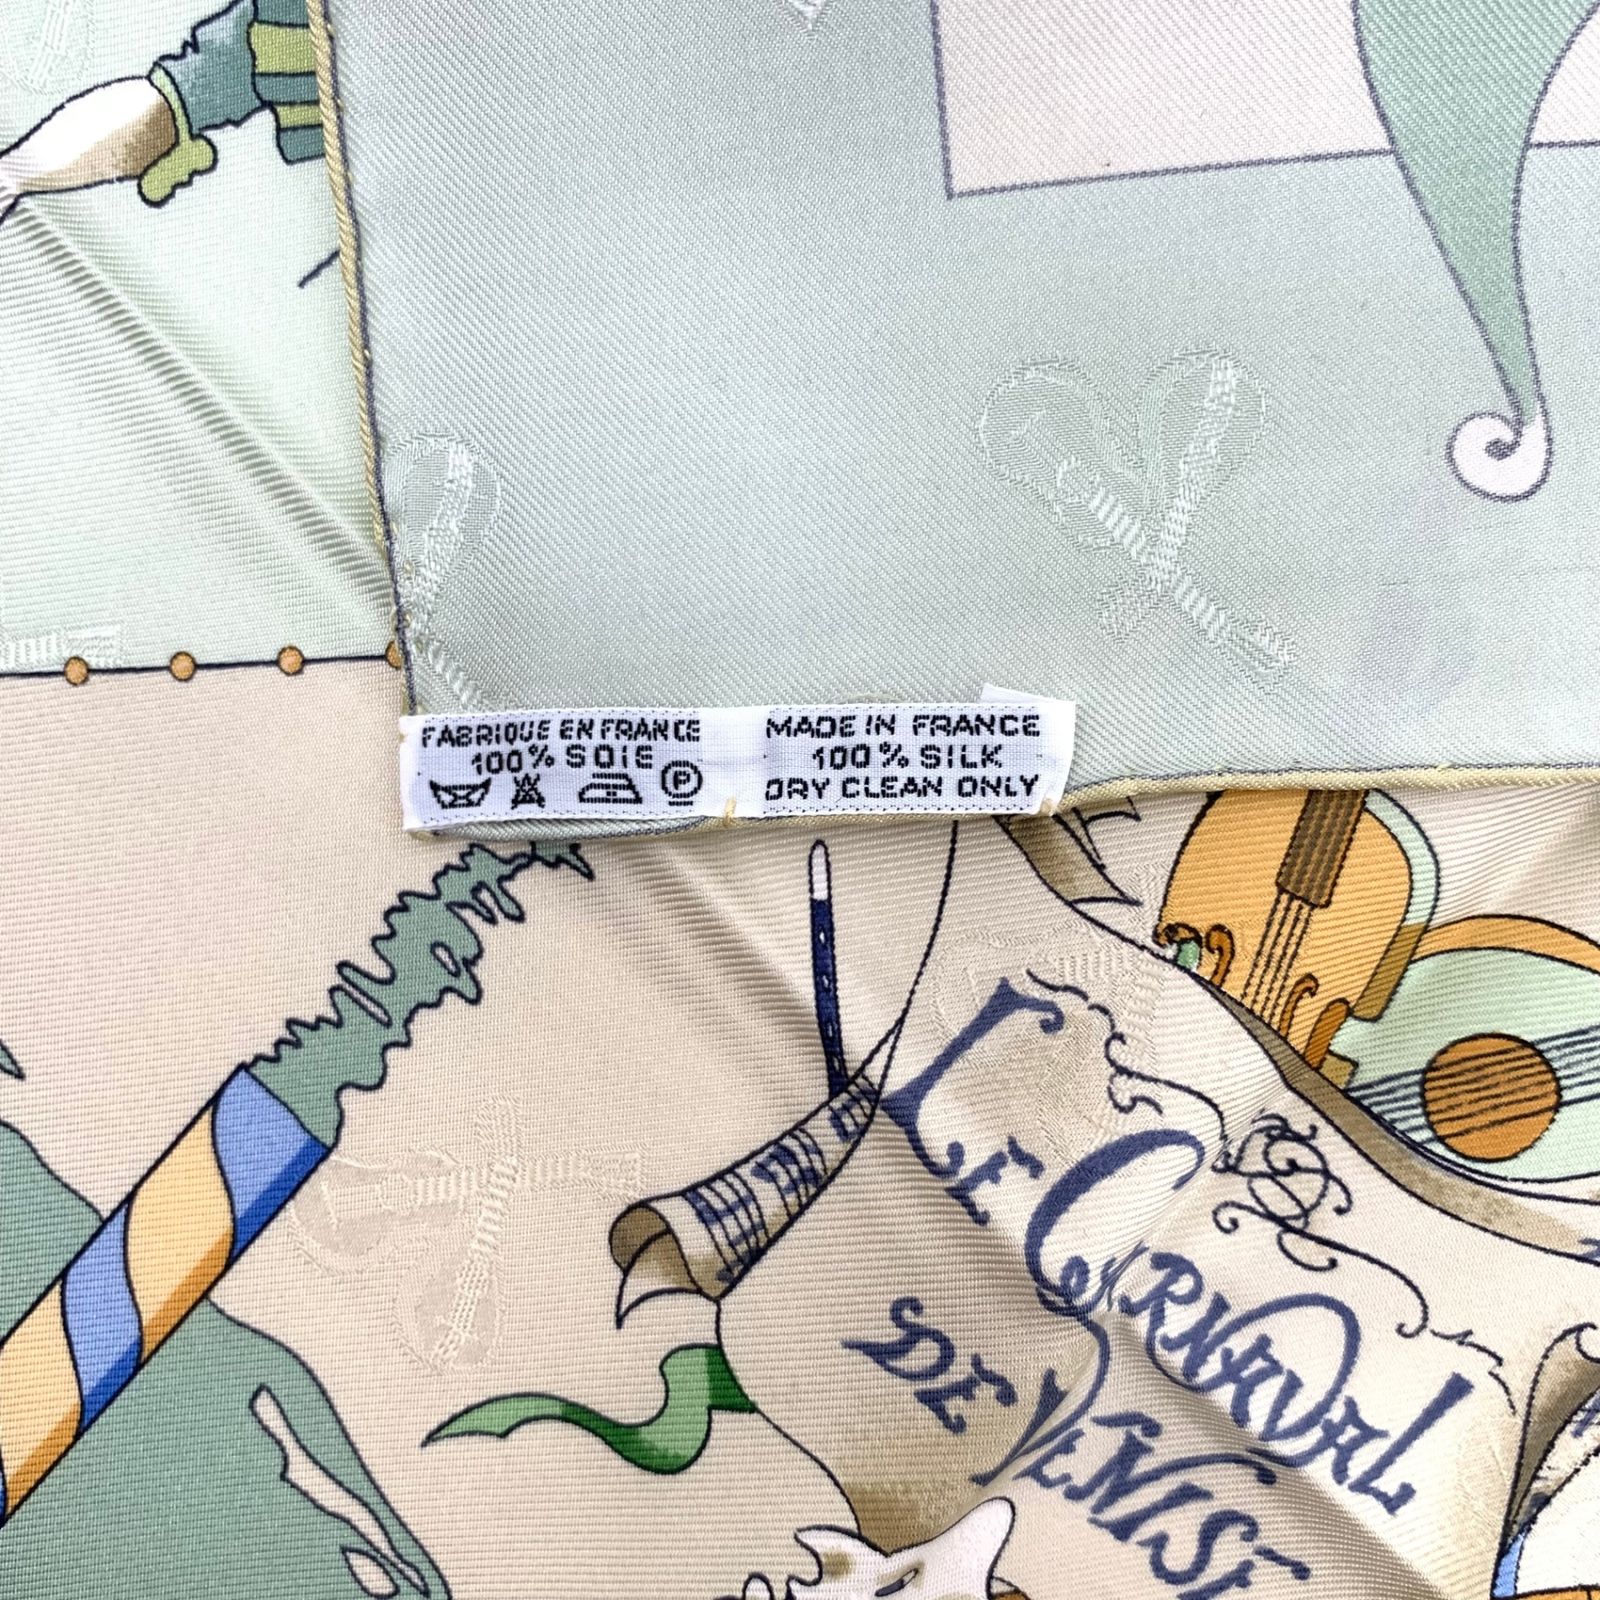 FABRIQUE EN FRANCE
100% SOIE
P
MADE IN FRANCE
100% SILK
DRY CLEAN ONLY
LE CARNAVAL
DE VENISE